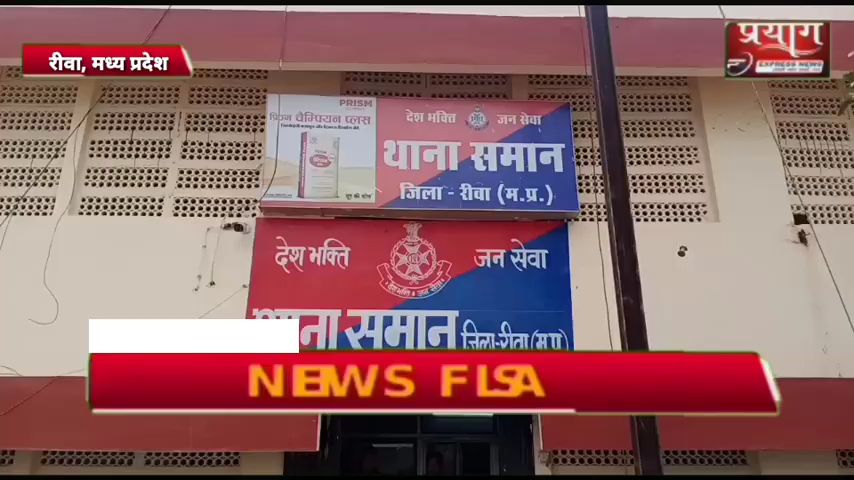 रीवा, मध्य प्रदेश
प्रयाग
EXPRESS NEWS
PRISM
चैम्पियन प्लस
देश भक्ति जन सेवा
थाना समान
जिला - रीवा (म.प्र.)
देश भक्ति जन सेवा
थाना समान जिला-रीवा (म.प्र.)
NEWS FLSA